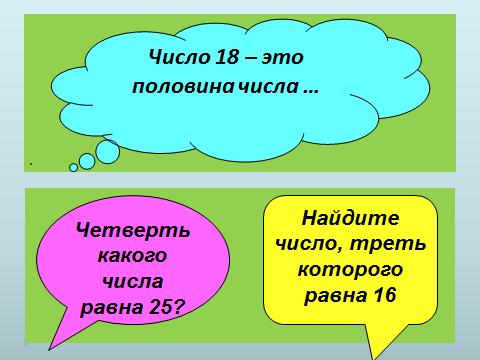 Число 18 – это
половина числа ...
Четверть
какого
числа
равна 25?
Найдите
число, треть
которого
равна 16